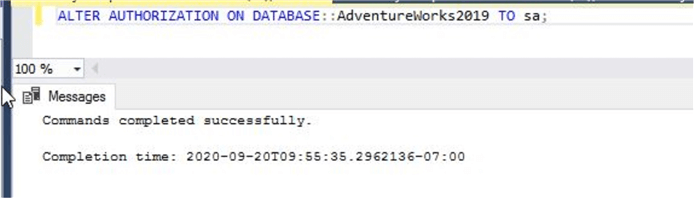 ALTER AUTHORIZATION ON DATABASE::AdventureWorks2019 TO sa;
100 %
Messages
Commands completed successfully.
Completion time: 2020-09-20T09:55:35.2962136-07:00